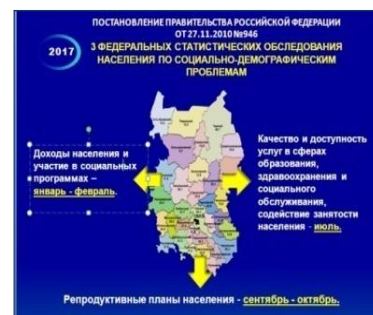 ПОСТАНОВЛЕНИЕ ПРАВИТЕЛЬСТВА РОССИЙСКОЙ ФЕДЕРАЦИИ
ОТ 27.11.2010 №946
2017
3 ФЕДЕРАЛЬНЫХ СТАТИСТИЧЕСКИХ ОБСЛЕДОВАНИЯ
НАСЕЛЕНИЯ ПО СОЦИАЛЬНО-ДЕМОГРАФИЧЕСКИМ
ПРОБЛЕМАМ
Доходы населения и
участие в социальных
программах –
январь - февраль.
Качество и доступность
услуг в сферах
образования,
здравоохранения и
социального
обслуживания,
содействие занятости
населения - июль.
Репродуктивные планы населения - сентябрь - октябрь.